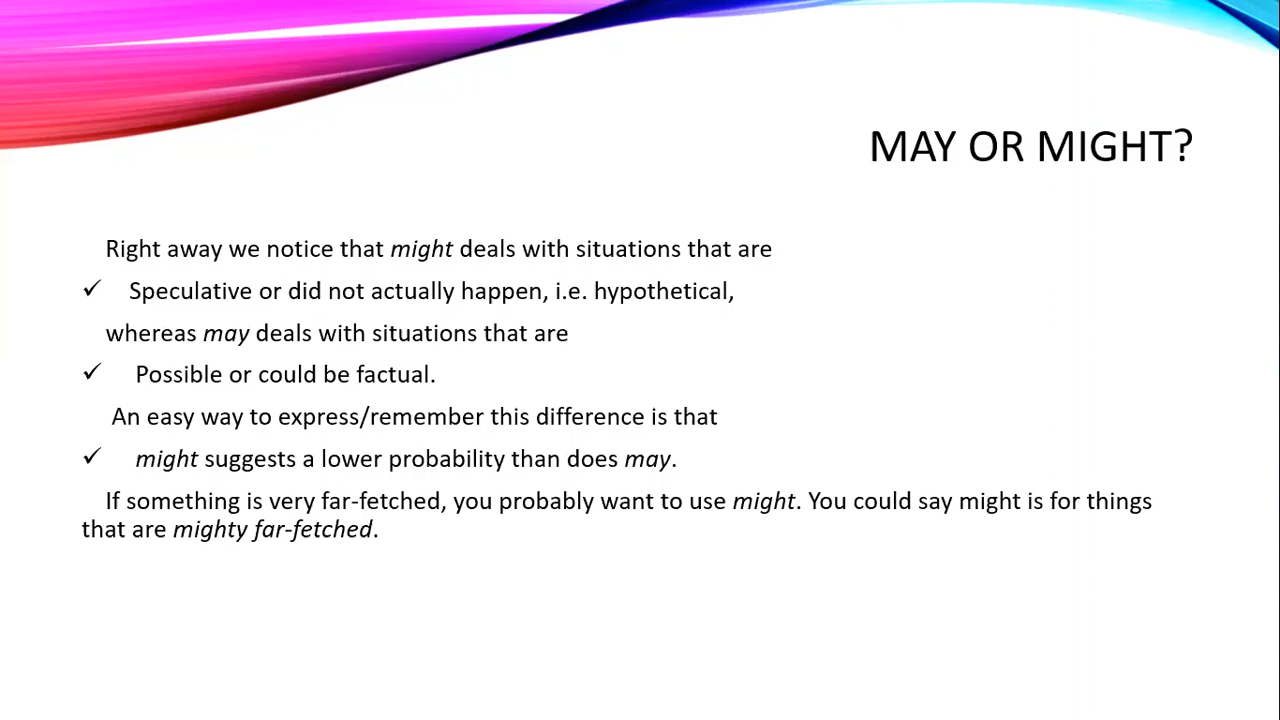 MAY OR MIGHT?
Right away we notice that might deals with situations that are
✓ Speculative or did not actually happen, i.e. hypothetical,
whereas may deals with situations that are
✓ Possible or could be factual.
An easy way to express/remember this difference is that
✓ might suggests a lower probability than does may.
If something is very far-fetched, you probably want to use might. You could say might is for things
that are mighty far-fetched.